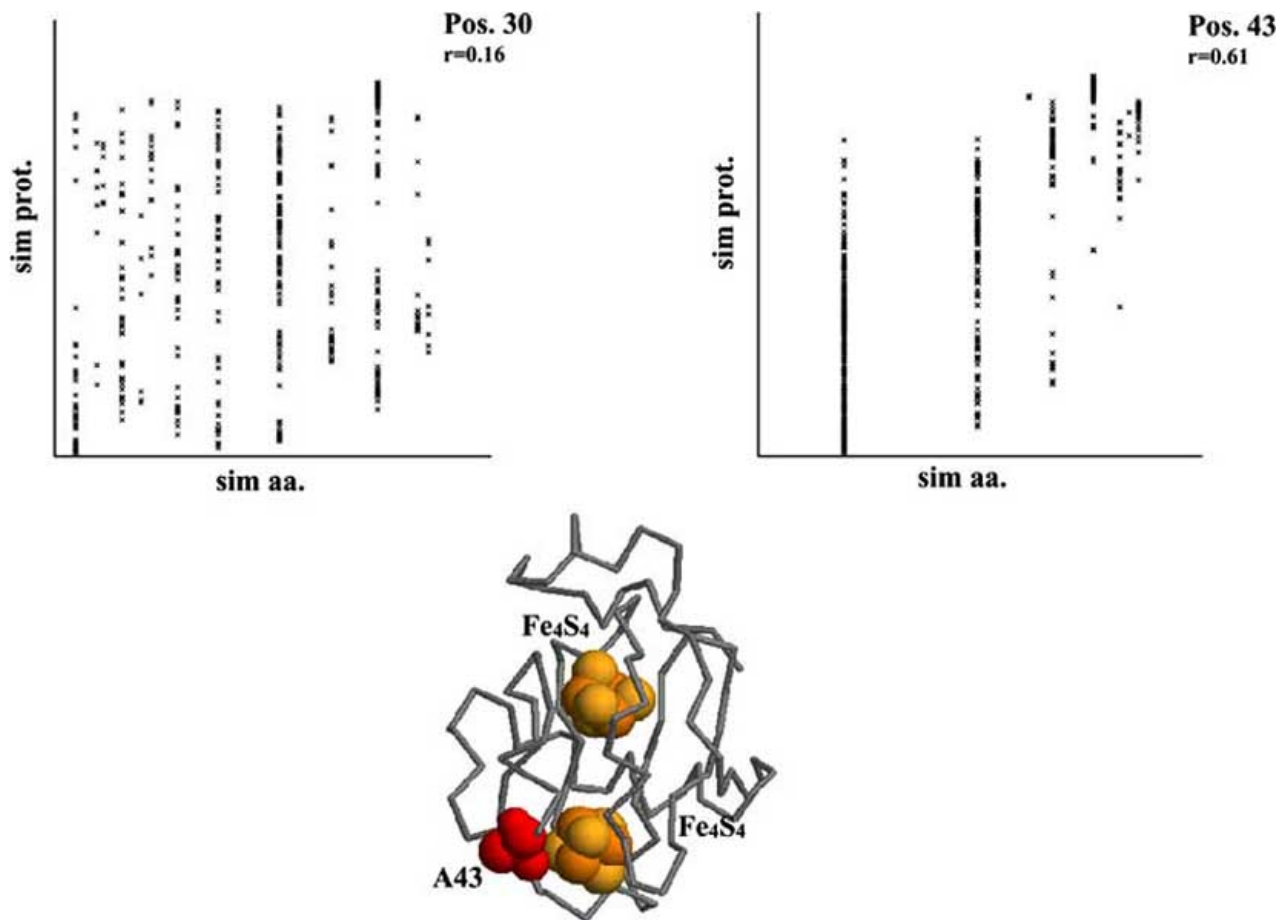 Pos. 30
r=0.16
sim prot.
sim aa.
Pos. 43
r=0.61
sim prot.
sim aa.
Fe₄S₄
Fe₄S₄
A43